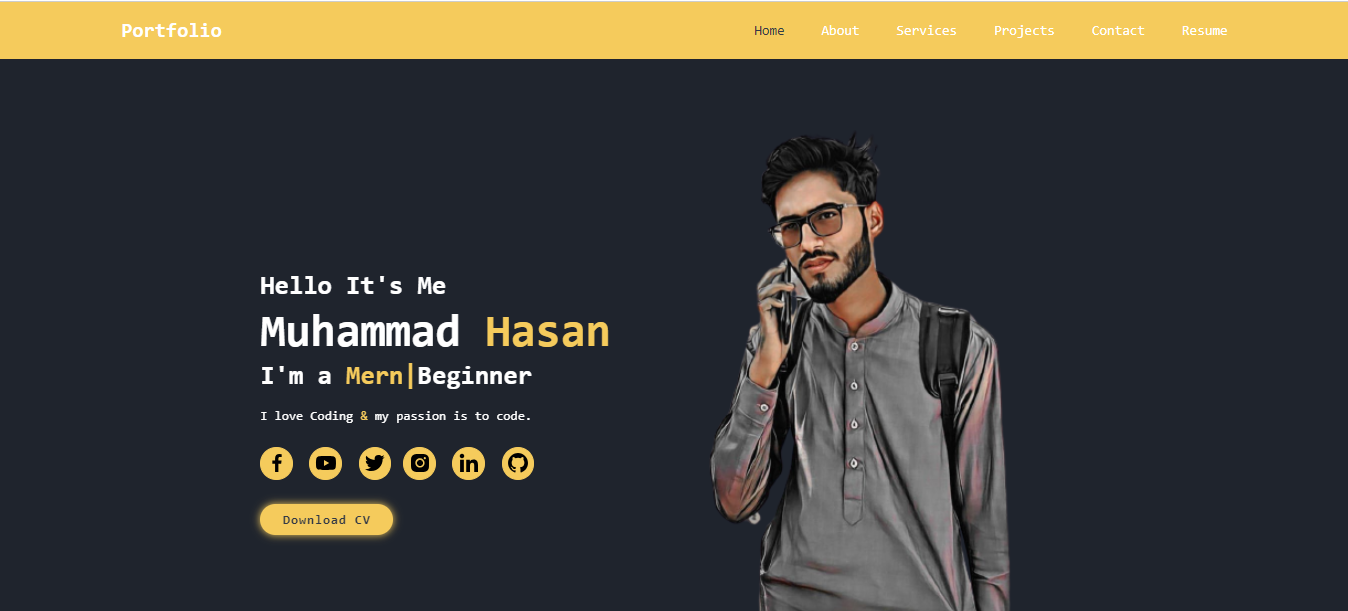 Portfolio Home About Services Projects Contact Resume
Hello It's Me
Muhammad Hasan
I'm a Mern|Beginner
I love Coding & my passion is to code.
Download CV